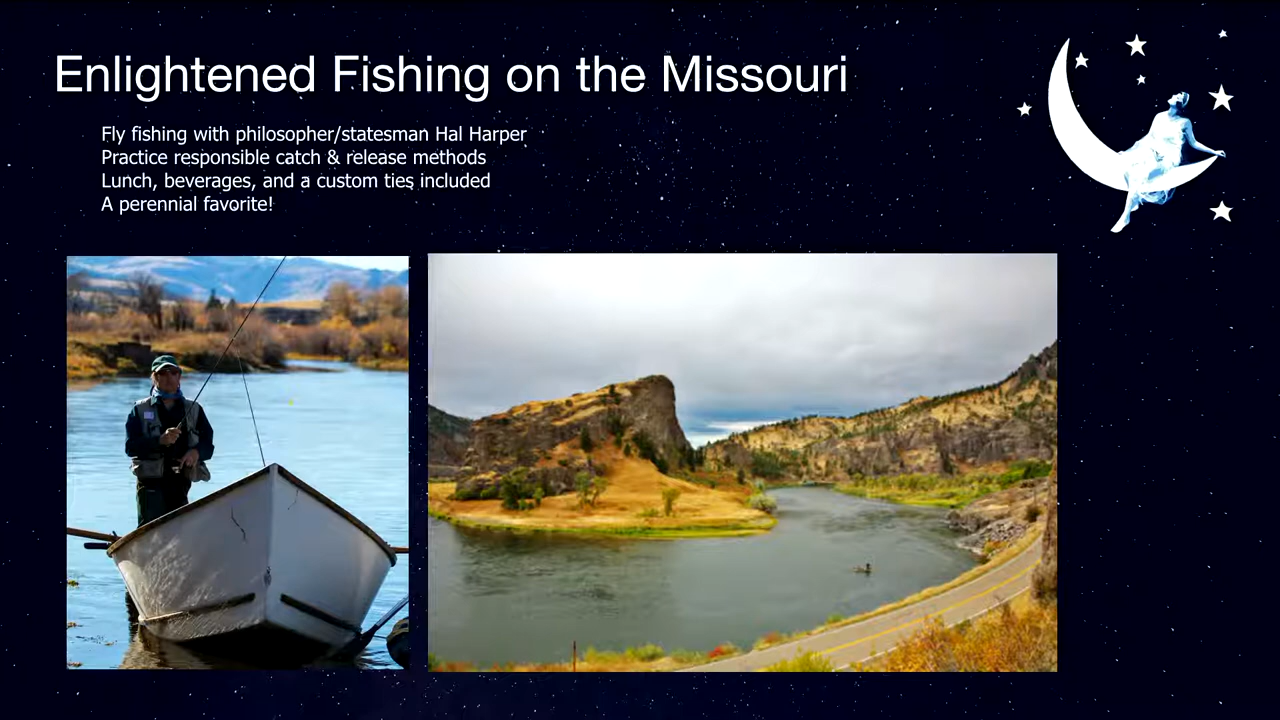 Enlightened Fishing on the Missouri
Fly fishing with philosopher/statesman Hal Harper
Practice responsible catch & release methods
Lunch, beverages, and a custom ties included
A perennial favorite!